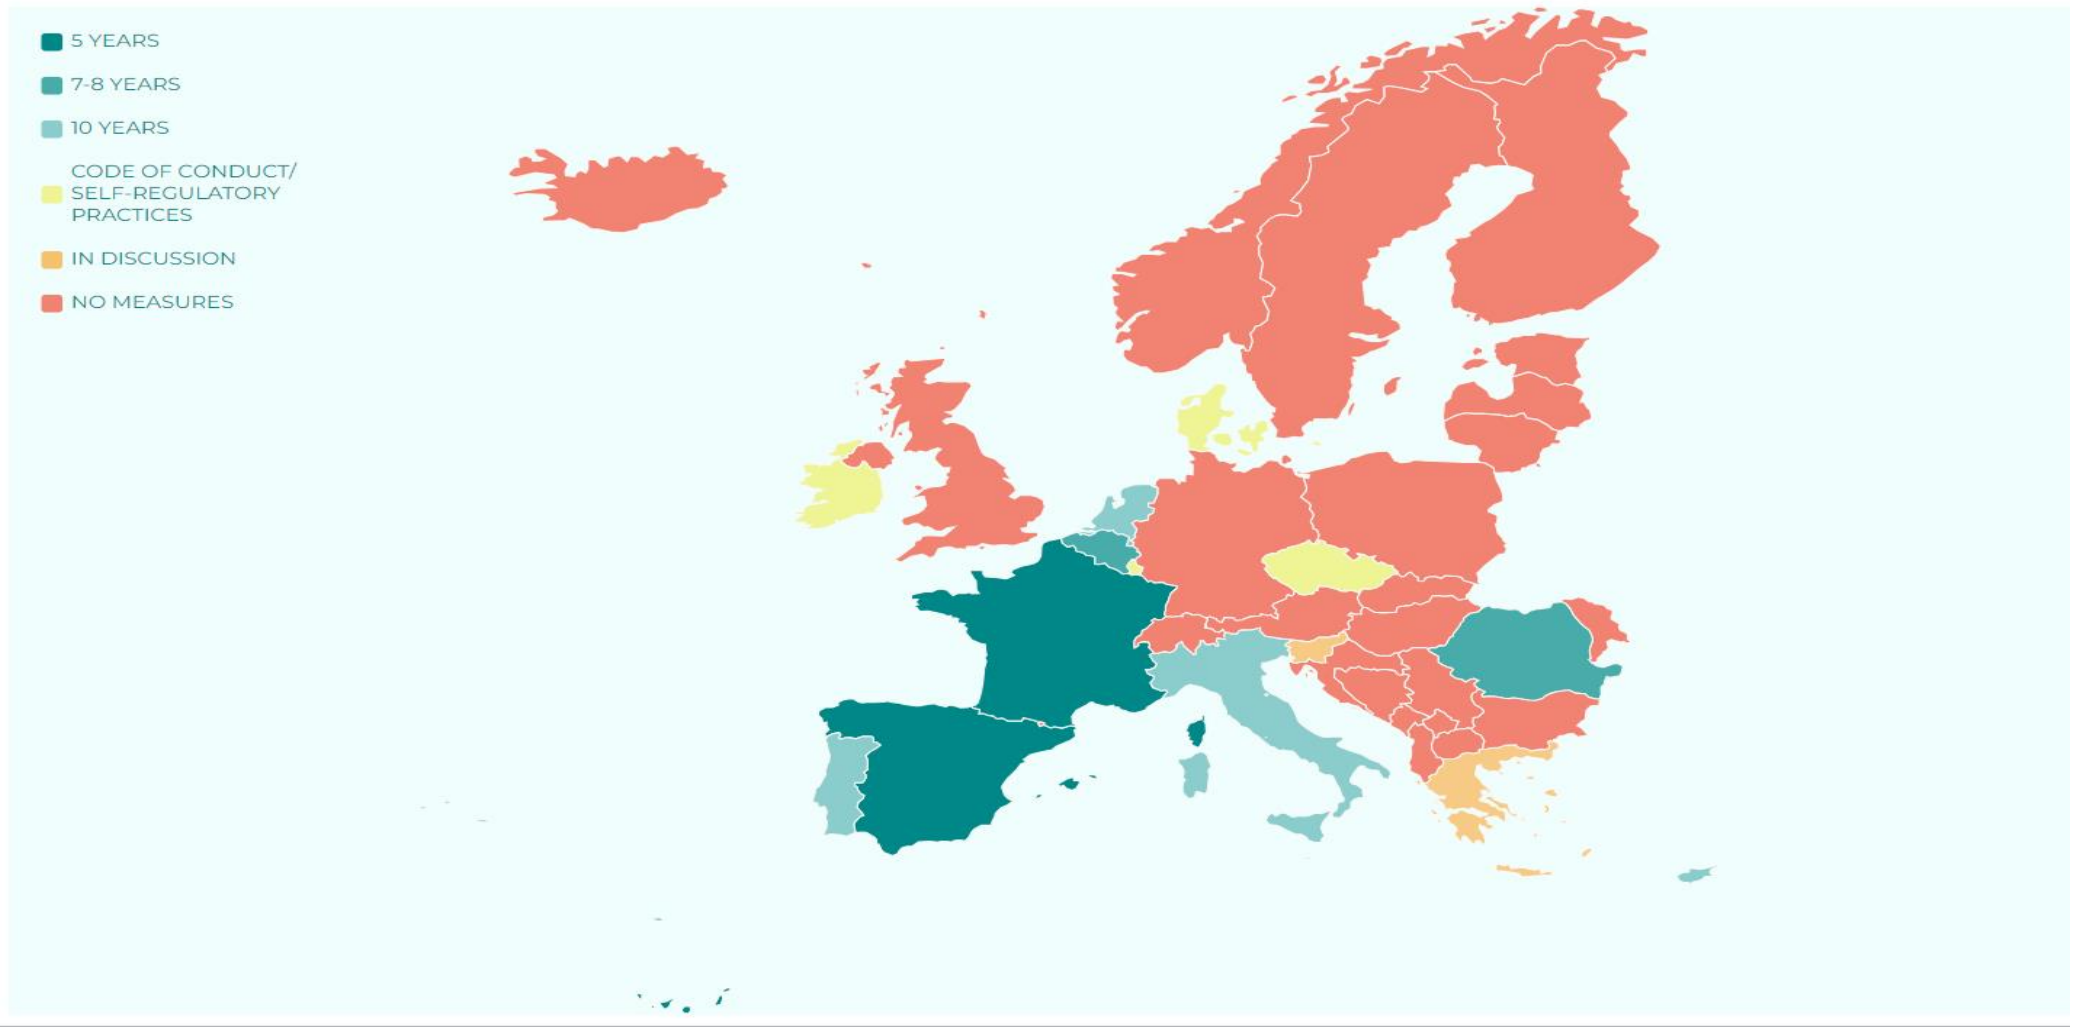 5 YEARS
7-8 YEARS
10 YEARS
CODE OF CONDUCT/
SELF-REGULATORY
PRACTICES
IN DISCUSSION
NO MEASURES